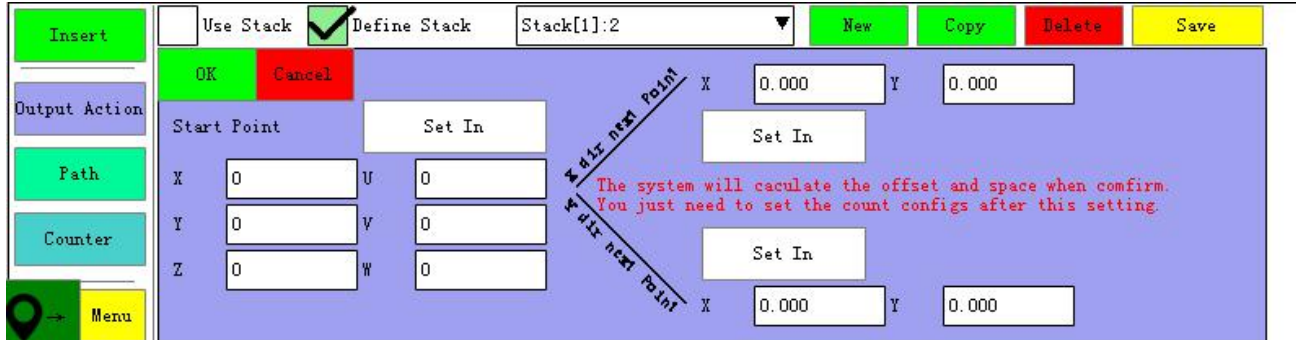 Insert
Use Stack
Define Stack
Stack[1]:2
New
Copy
Delete
Save
OK
Cancel
X dir next Point
X
0.000
Y
0.000
Output Action
Start Point
Set In
Set In
Path
X
0
U
0
The system will caculate the offset and space when comfirm.
You just need to set the count configs after this setting.
Y
0
V
0
Y dir next Point
Counter
Set In
Z
0
W
0
Menu
X
0.000
Y
0.000